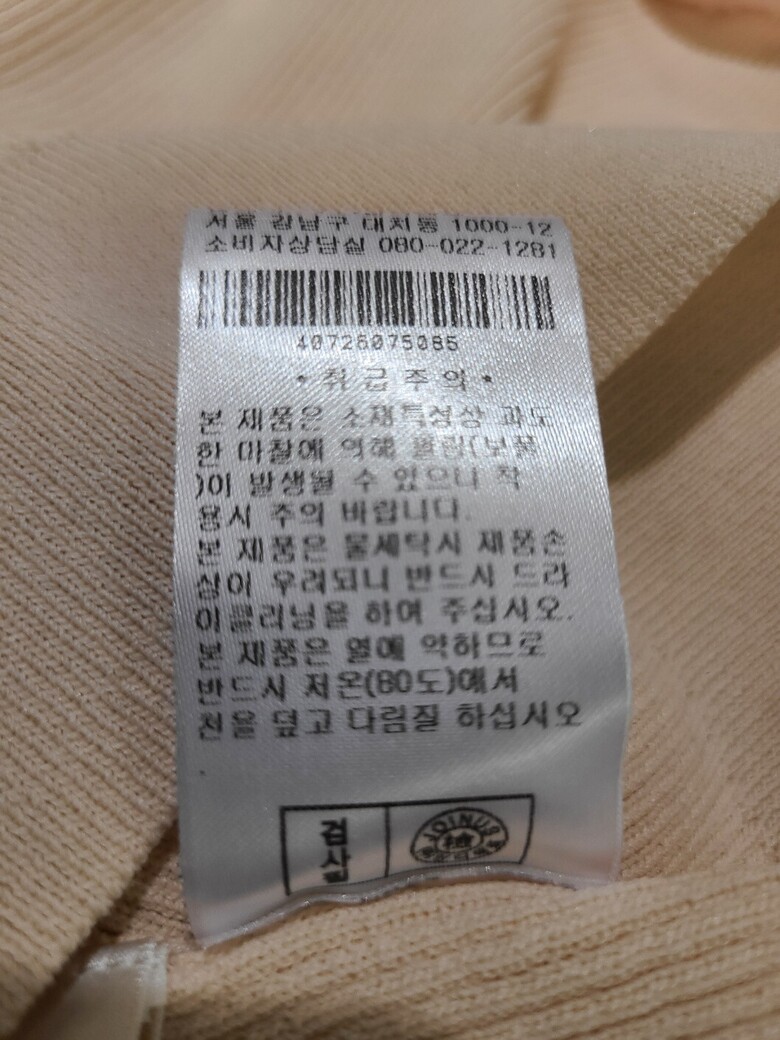 서울 강남구 대치동 1000-12
소비자상담실 080-022-1281
40726075085
*취급주의*
본 제품은 소재특성상 과도
한 마찰에 의해 필링(보풀
)이 발생될 수 있으니 착
용시 주의 바랍니다.
본 제품은 물세탁시 제품손
상이 우려되니 반드시 드라
이클리닝을 하여 주십시오.
본 제품은 열에 약하므로
반드시 저온(80도)에서
천을 덮고 다림질 하십시오
검사필
JOINUS
檢